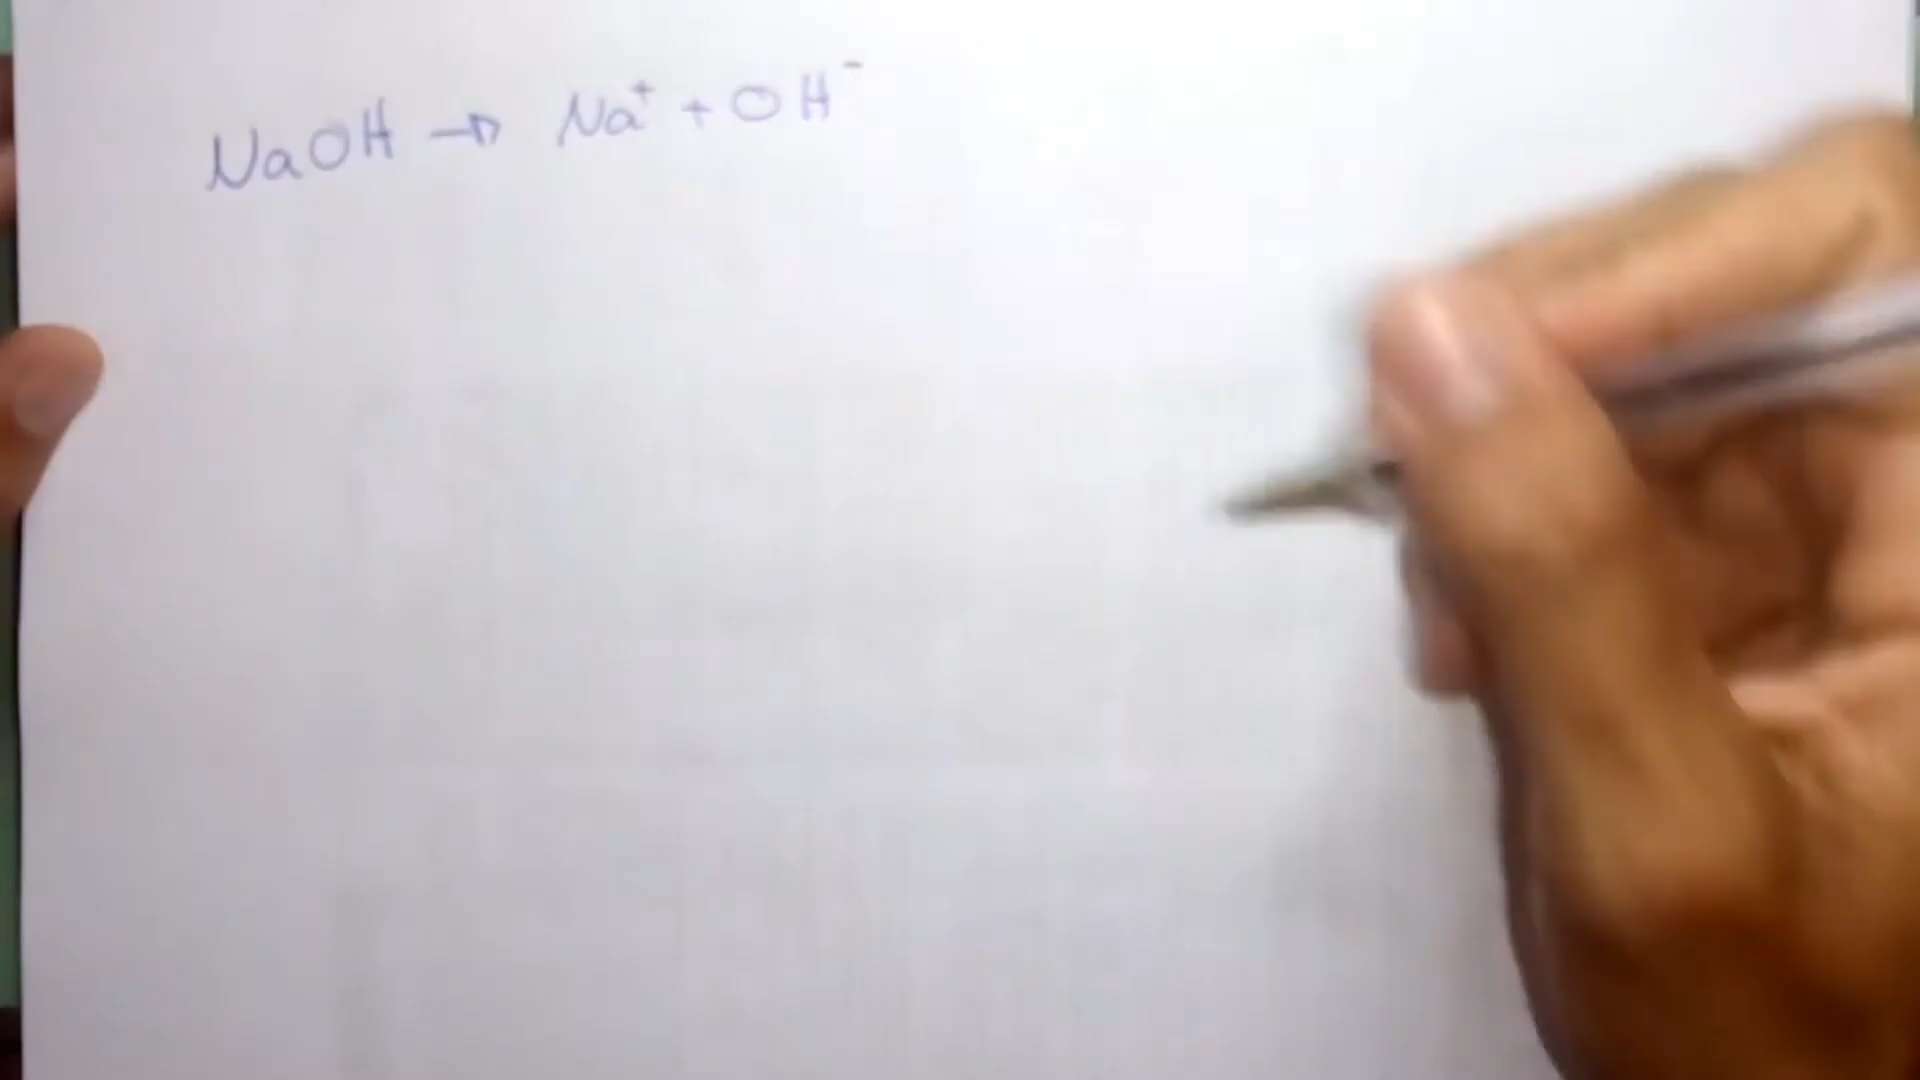 NaOH → Na⁺ + OH⁻